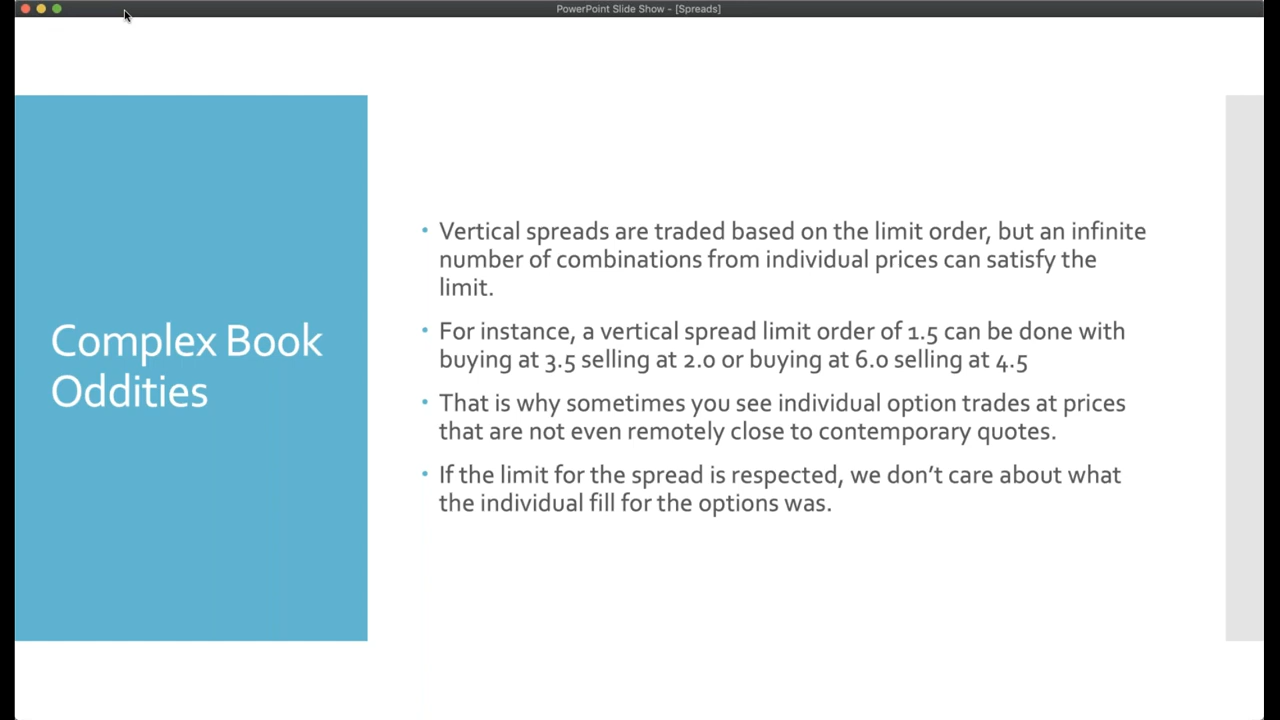 PowerPoint Slide Show - [Spreads]
Complex Book
Oddities
• Vertical spreads are traded based on the limit order, but an infinite
number of combinations from individual prices can satisfy the
limit.
• For instance, a vertical spread limit order of 1.5 can be done with
buying at 3.5 selling at 2.0 or buying at 6.0 selling at 4.5
• That is why sometimes you see individual option trades at prices
that are not even remotely close to contemporary quotes.
• If the limit for the spread is respected, we don’t care about what
the individual fill for the options was.